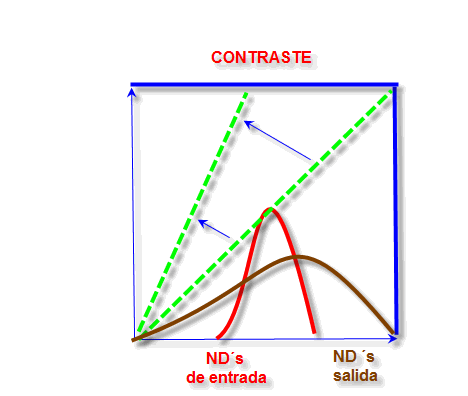 CONTRASTE
ND´s
de entrada
ND ´s
salida